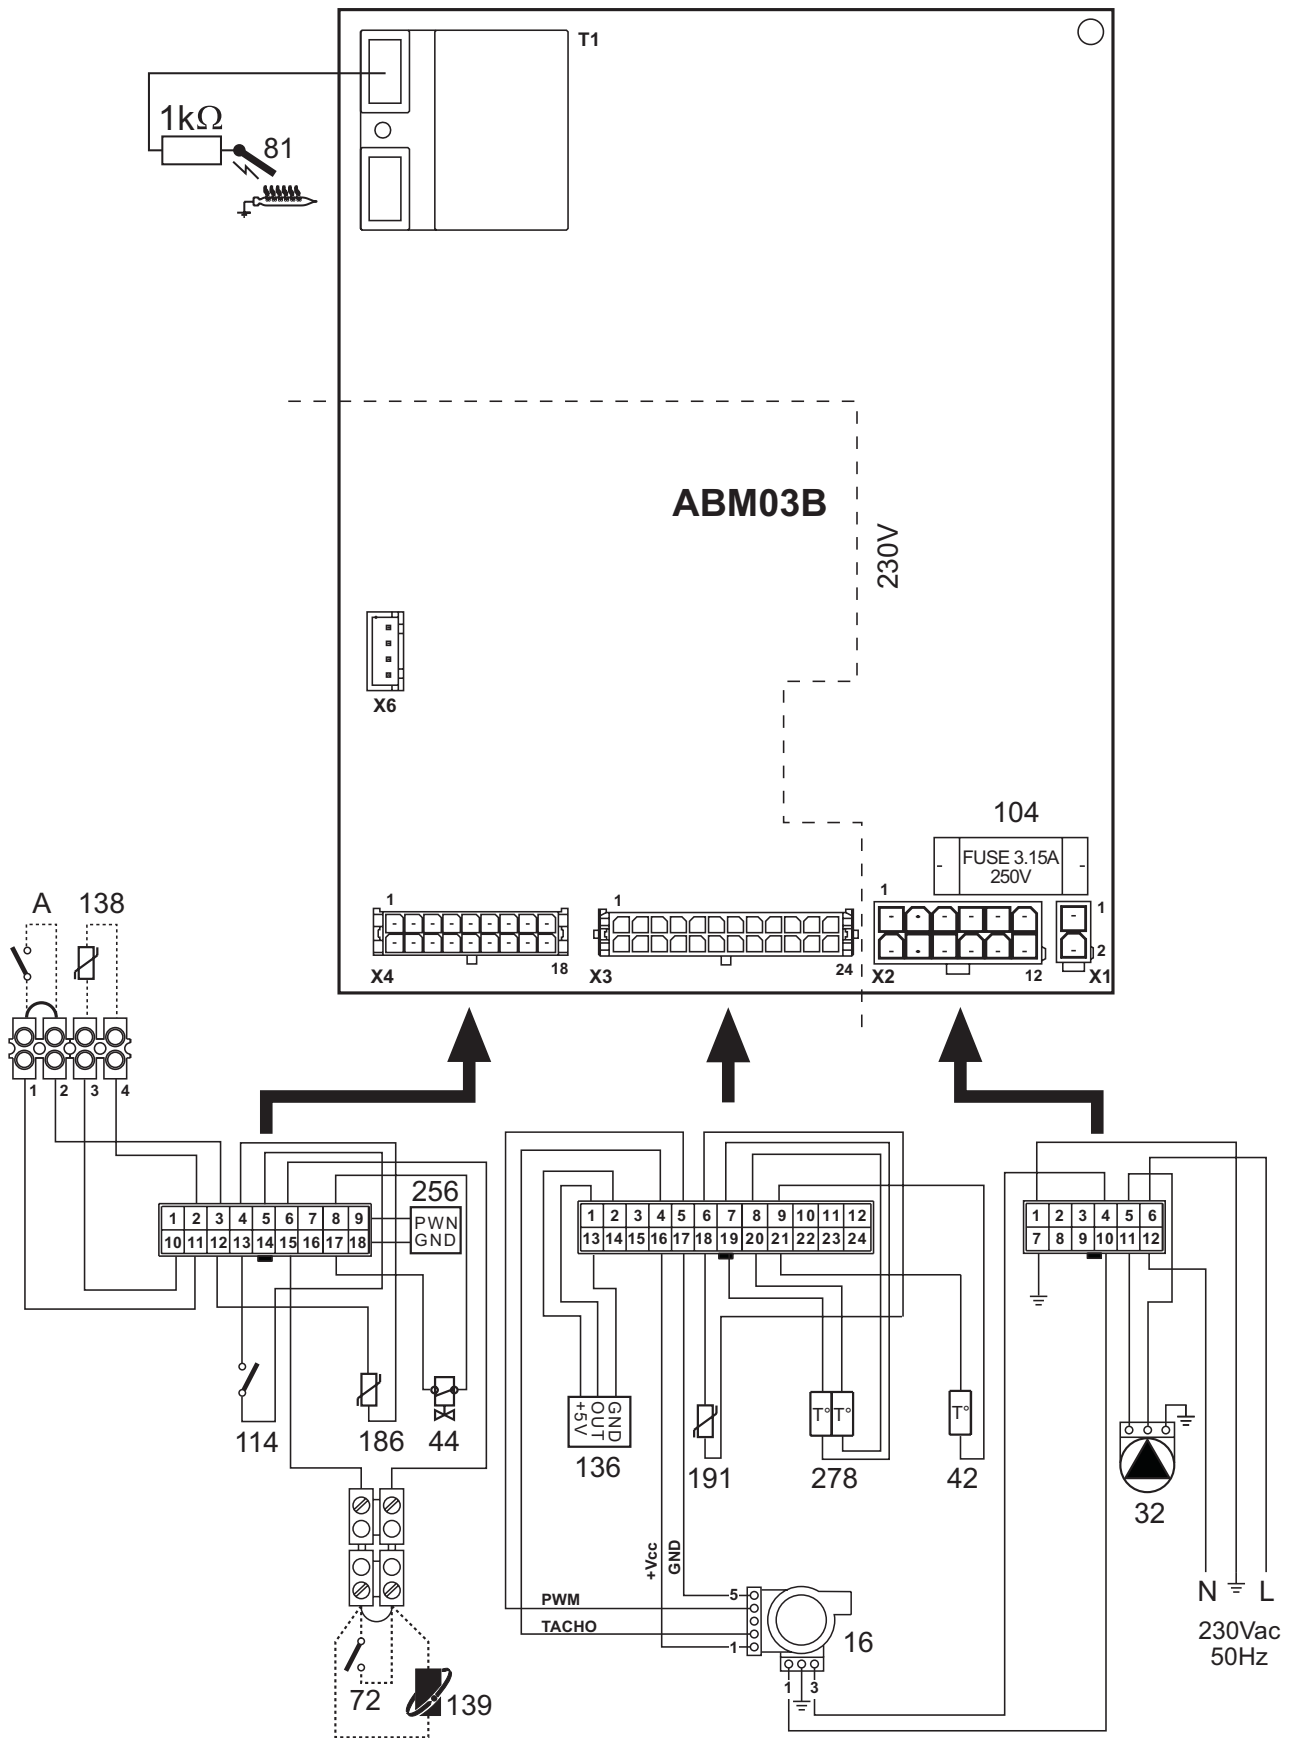 T1
1kΩ
81
ABM03B
230V
X6
104
FUSE 3.15A
250V
A 138
1 1 1 1
18 24 12 2
X4 X3 X2 X1
1 2 3 4
256
1 2 3 4 5 6 7 8 9 PWN
10 11 12 13 14 15 16 17 18 GND
1 2 3 4 5 6 7 8 9 10 11 12
13 14 15 16 17 18 19 20 21 22 23 24
1 2 3 4 5 6
7 8 9 10 11 12
+5V
OUT
GND
T° T°
T°
114 186 44 136 191 278 42
32
+Vcc
GND
5
PWM
TACHO
1
16
1 3
N L
230Vac
50Hz
72 139